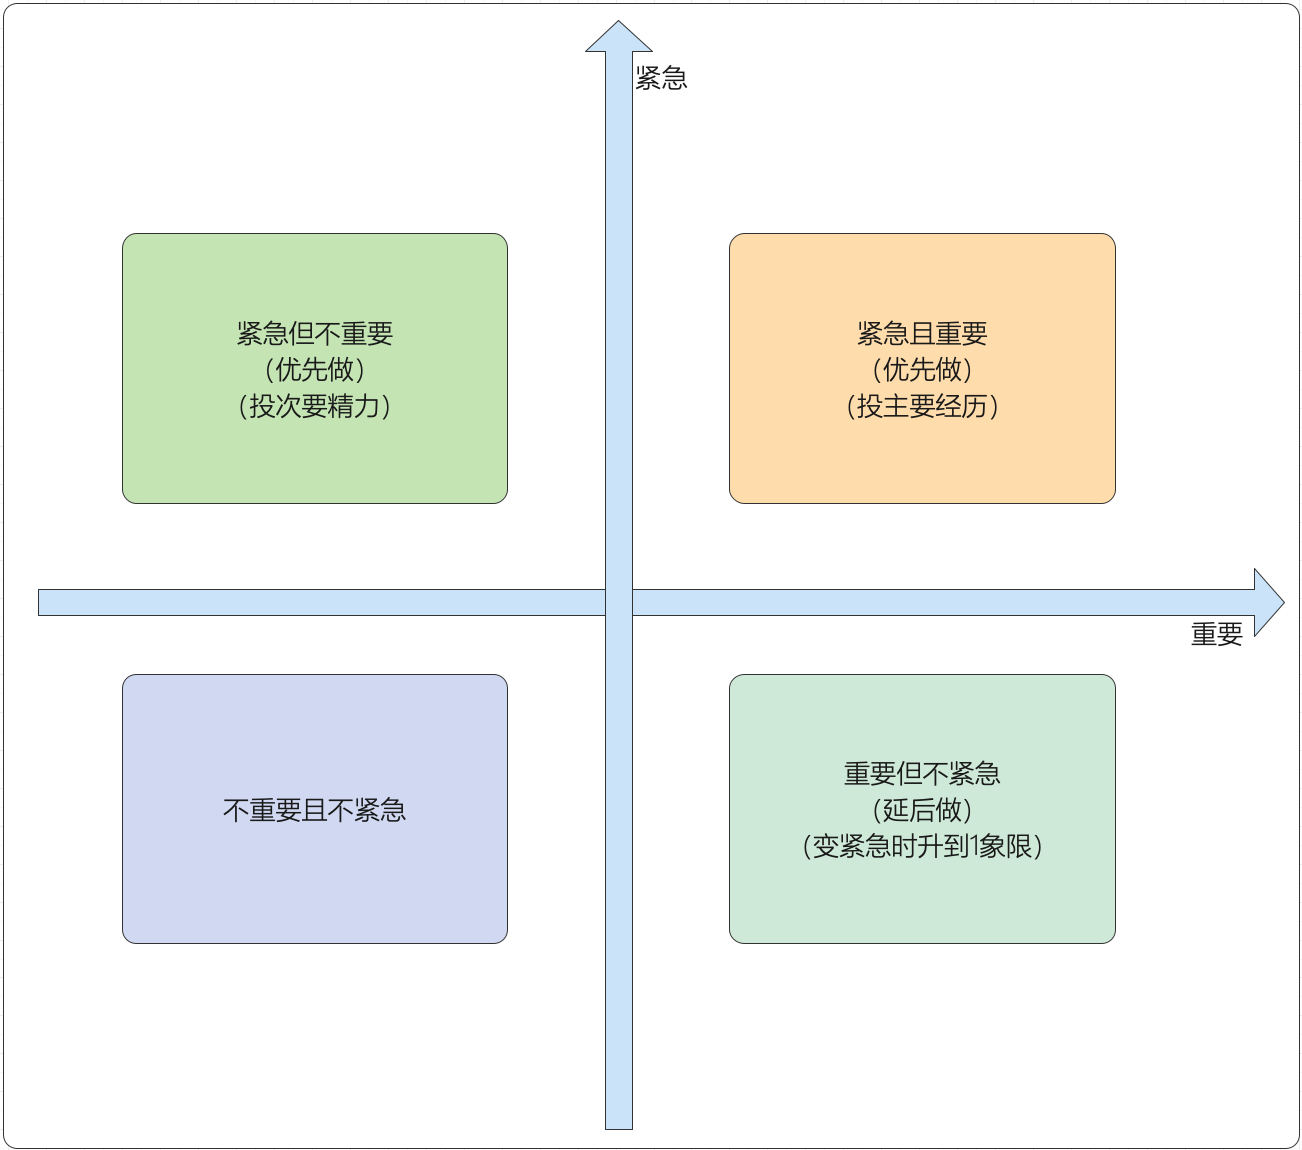 紧急
紧急但不重要
（优先做）
（投次要精力）
紧急且重要
（优先做）
（投主要经历）
重要
不重要且不紧急
重要但不紧急
（延后做）
（变紧急时升到1象限）